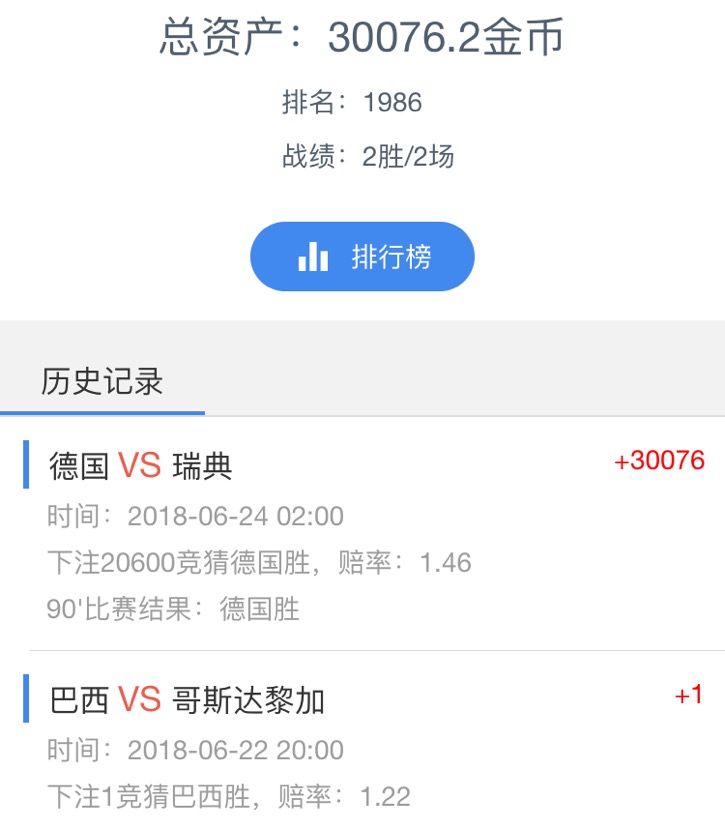 总资产：30076.2金币
排名：1986
战绩：2胜/2场
排行榜
历史记录
德国 VS 瑞典 +30076
时间：2018-06-24 02:00
下注20600竞猜德国胜，赔率：1.46
90'比赛结果：德国胜
巴西 VS 哥斯达黎加 +1
时间：2018-06-22 20:00
下注1竞猜巴西胜，赔率：1.22